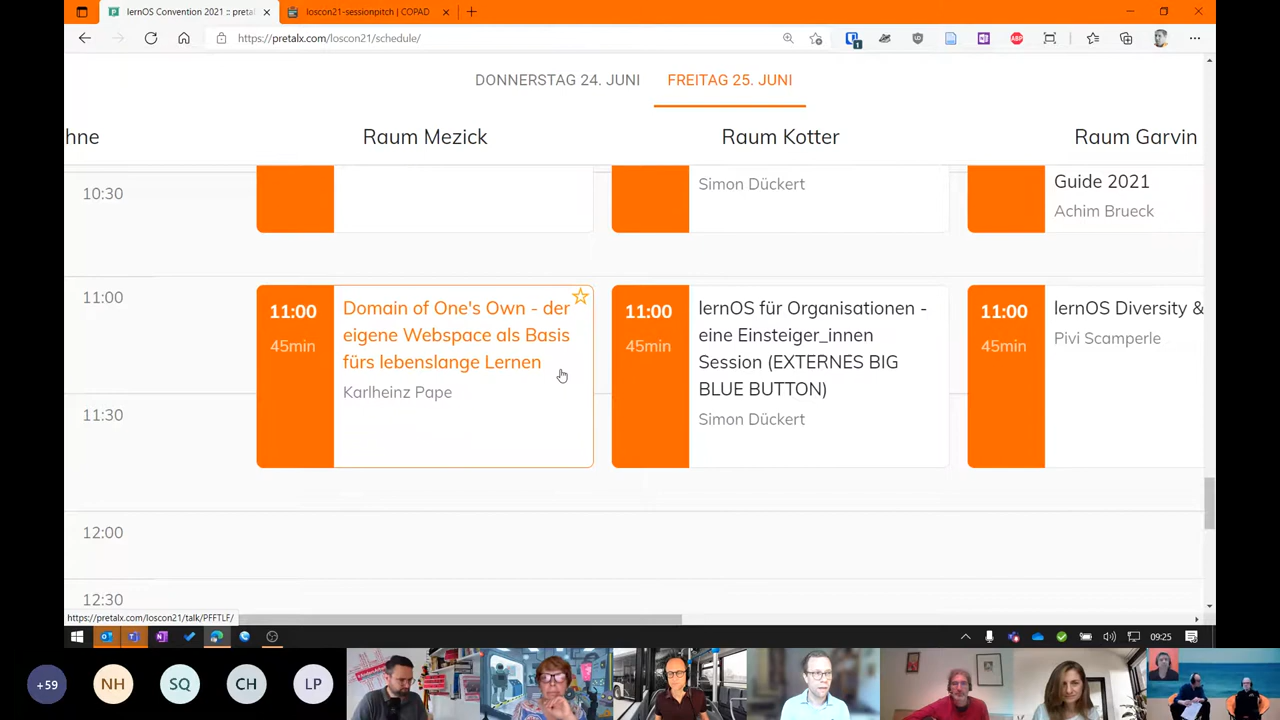 lernOS Convention 2021 :: preta
loscon21-sessionpitch | COPAD
https://pretalx.com/loscon21/schedule/
DONNERSTAG 24. JUNI
FREITAG 25. JUNI
hne
Raum Mezick
Raum Kotter
Raum Garvin
10:30
Simon Dückert
Guide 2021
Achim Brueck
11:00
11:00
45min
Domain of One's Own - der
eigene Webspace als Basis
fürs lebenslange Lernen
Karlheinz Pape
11:00
45min
lernOS für Organisationen -
eine Einsteiger_innen
Session (EXTERNES BIG
BLUE BUTTON)
Simon Dückert
11:00
45min
lernOS Diversity &
Pivi Scamperle
11:30
12:00
12:30
https://pretalx.com/loscon21/talk/PFFTLF/
09:25
+59
NH
SQ
CH
LP